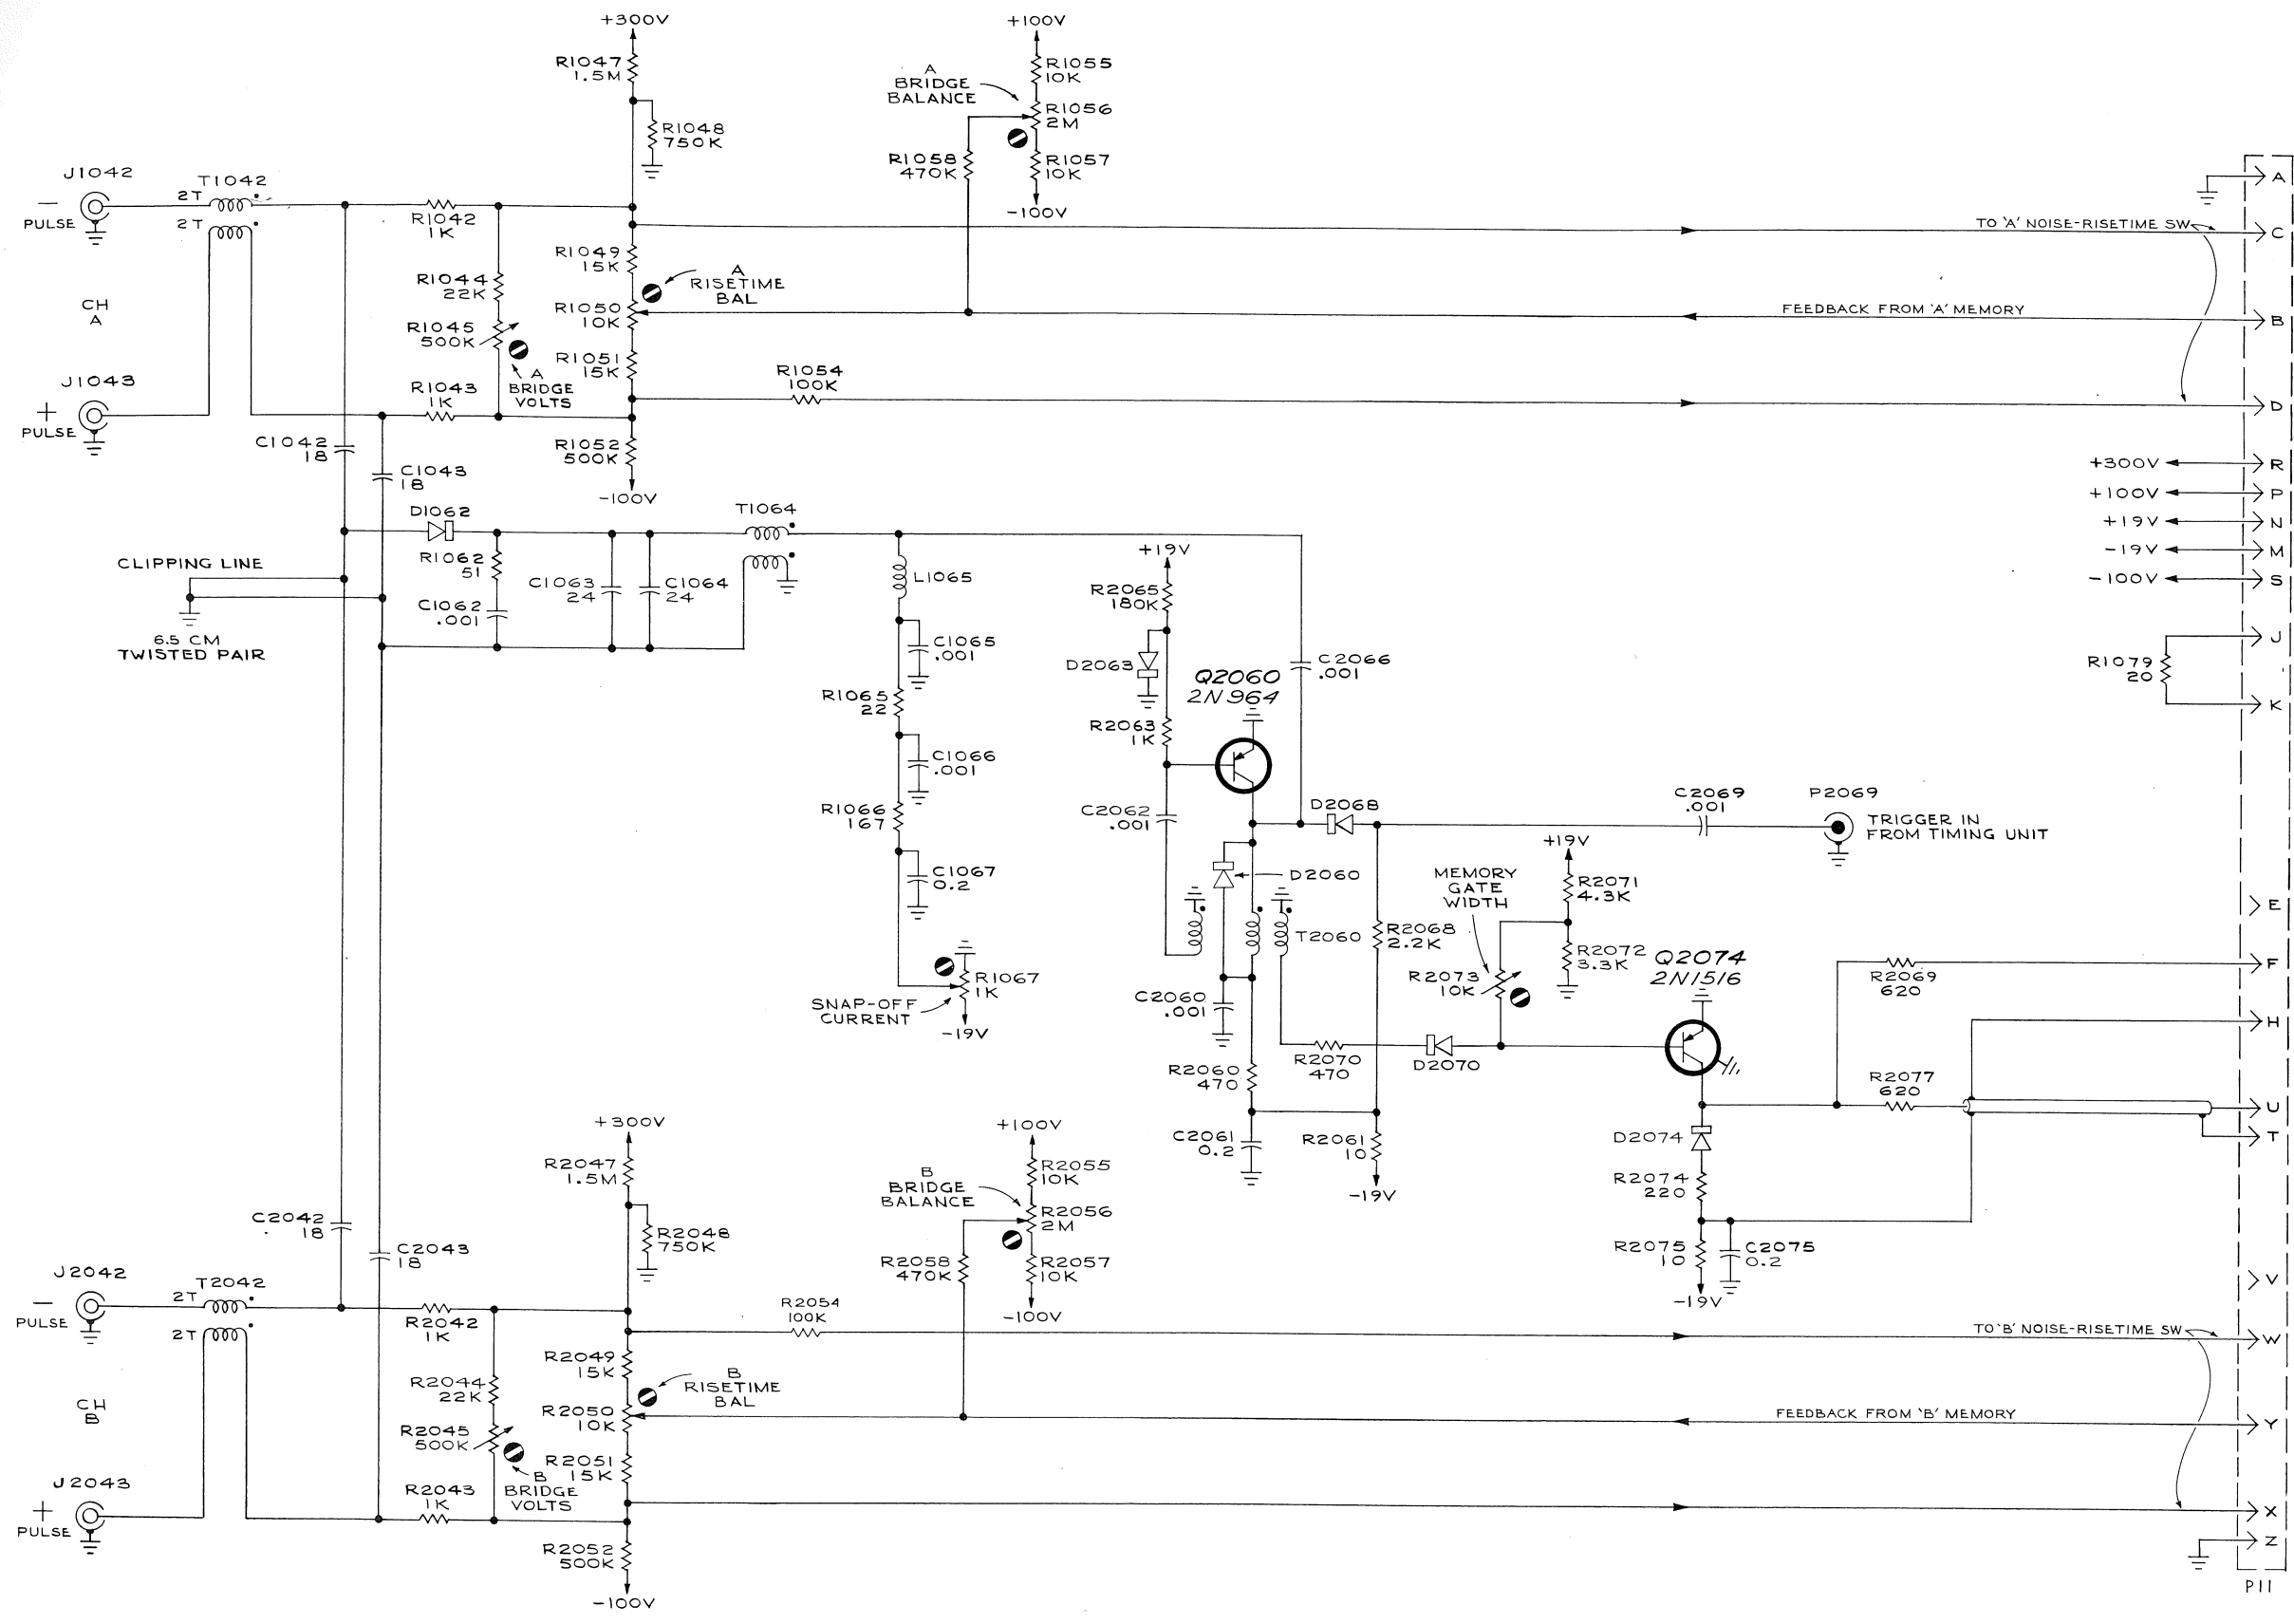 +300V
R1047
1.5M
R1048
750K
+100V
R1055
10K
A
BRIDGE
BALANCE
R1056
2M
R1058
470K
R1057
10K
-100V
J1042
—
PULSE
T1042
2T
2T
R1042
1K
R1044
22K
R1045
500K
A
BRIDGE
VOLTS
R1049
15K
A
RISETIME
BAL
R1050
10K
R1051
15K
CH
A
J1043
+
PULSE
R1043
1K
R1054
100K
R1052
500K
-100V
C1042
18
C1043
18
TO 'A' NOISE-RISETIME SW
FEEDBACK FROM 'A' MEMORY
A
C
B
D
+300V
R
+100V
P
+19V
N
-19V
M
-100V
S
J
R1079
20
K
D1062
R1062
51
C1062
.001
C1063
24
C1064
24
T1064
CLIPPING LINE
6.5 CM
TWISTED PAIR
L1065
C1065
.001
R1065
22
C1066
.001
R1066
167
C1067
0.2
R1067
1K
SNAP-OFF
CURRENT
-19V
+19V
R2065
180K
D2063
R2063
1K
Q2060
2N964
C2066
.001
C2062
.001
D2068
D2060
T2060
C2060
.001
R2060
470
C2061
0.2
R2068
2.2K
R2061
10
-19V
C2069
.001
P2069
TRIGGER IN
FROM TIMING UNIT
+19V
R2071
4.3K
R2072
3.3K
MEMORY
GATE
WIDTH
R2073
10K
R2070
470
D2070
Q2074
2N1516
R2069
620
R2077
620
D2074
R2074
220
R2075
10
C2075
0.2
-19V
E
F
H
U
T
V
+300V
R2047
1.5M
R2048
750K
+100V
R2055
10K
B
BRIDGE
BALANCE
R2056
2M
R2058
470K
R2057
10K
-100V
C2042
18
C2043
18
J2042
—
PULSE
T2042
2T
2T
R2042
1K
R2054
100K
R2044
22K
R2045
500K
B
BRIDGE
VOLTS
R2049
15K
B
RISETIME
BAL
R2050
10K
R2051
15K
CH
B
J2043
+
PULSE
R2043
1K
R2052
500K
-100V
TO 'B' NOISE-RISETIME SW
W
FEEDBACK FROM 'B' MEMORY
Y
X
Z
P11